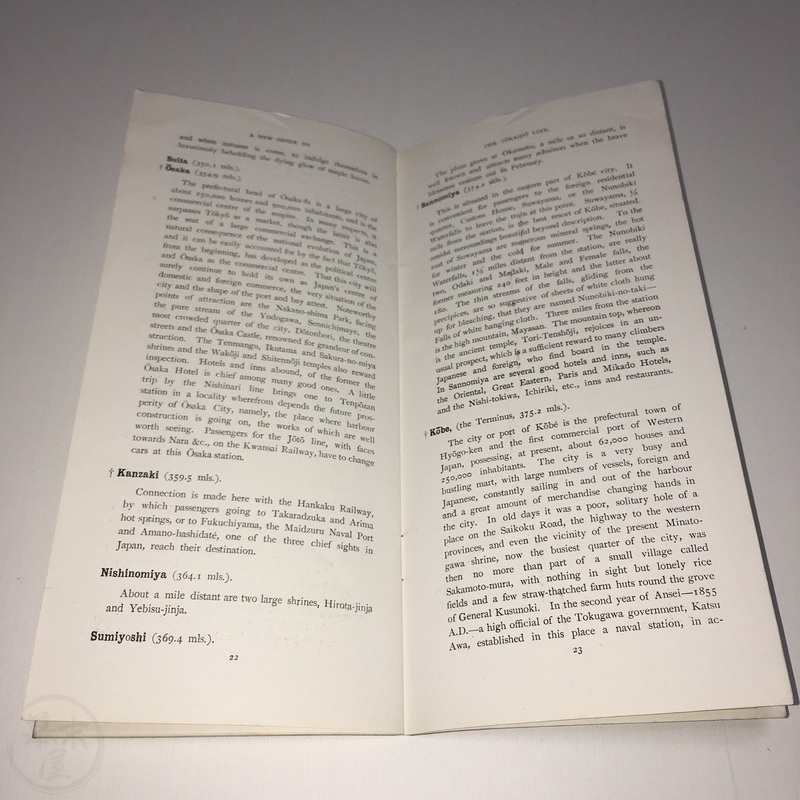 A NEW GUIDE TO
and when autumn is come, to indulge themselves in
luxuriously beholding the dying glow of maple leaves.
Suita (350.1 mls.)
† Ōsaka (354.9 mls.).
The prefectural head of Ōsaka-fu is a large city of
about 250,000 houses and 900,000 inhabitants, and is the
commercial centre of the empire. In many respects, it
surpasses Tōkyō as a market, though the latter is also
the seat of a large commercial exchange. This is a
natural consequence of the national evolution of Japan,
and it can be easily accounted for by the fact that Tōkyō,
from the beginning, has developed as the political centre
and Ōsaka as the commercial centre. That this city will
surely continue to hold its own as Japan's centre of
domestic and foreign commerce, the very situation of the
city and the shape of the port and bay attest. Noteworthy
points of attraction are the Nakano-shima Park, facing
the pure stream of the Yodogawa, Sennichimaye, the
most crowded quarter of the city, Dōtonbori, the theatre
streets and the Ōsaka Castle, renowned for grandeur of con-
struction. The Tenmangu, Ikutama and Sakura-no-miya
shrines and the Wakōji and Shitennōji temples also reward
inspection. Hotels and inns abound, of the former the
Ōsaka Hotel is chief among many good ones. A little
trip by the Nishinari line brings one to Tenpōzan
station in a locality wherefrom depends the future pros-
perity of Ōsaka City, namely, the place where harbour
construction is going on, the works of which are well
worth seeing. Passengers for the Jōtō line, with faces
towards Nara &c., on the Kwansai Railway, have to change
cars at this Ōsaka station.
† Kanzaki (359.5 mls.).
Connection is made here with the Hankaku Railway,
by which passengers going to Takaradzuka and Arima
hot springs, or to Fukuchiyama, the Maidzuru Naval Port
and Amano-hashidaté, one of the three chief sights in
Japan, reach their destination.
Nishinomiya (364.1 mls.).
About a mile distant are two large shrines, Hirota-jinja
and Yebisu-jinja.
Sumiyoshi (369.4 mls.).
22
THE TŌKAIDŌ LINE.
The plum grove at Okamoto, a mile or so distant, is
well known and attracts many admirers when the brave
blossoms venture out in February.
† Sannomiya (374.1 mls.).
This is situated in the eastern part of Kōbe city. It
is convenient for passengers to the foreign residential
quarter, Custom House, Suwayama, or the Nunobiki
Waterfalls, to leave the train at this point. Suwayama, ½
mile from the station, is the best resort of Kōbe, situated
amidst surroundings beautiful beyond description. To the
east of Suwayama are numerous mineral springs, the hot
for winter and the cold for summer. The Nunobiki
Waterfalls, 1½ miles distant from the station, are really
two, Odaki and Medaki, Male and Female falls, the
former measuring 240 feet in height and the latter about
180. The thin streams of the falls, gliding from the
precipices, are so suggestive of sheets of white cloth hung
up for bleaching, that they are named Nunobiki-no-taki—
Falls of white hanging cloth. Three miles from the station
is the high mountain, Mayasan. The mountain top, whereon
is the ancient temple, Tori-Tenshōji, rejoices in an un-
usual prospect, which is a sufficient reward to many climbers
Japanese and foreign, who find board in the temple.
In Sannomiya are several good hotels and inns, such as
the Oriental, Great Eastern, Paris and Mikado Hotels,
and the Nishi-tokiwa, Ichiriki, etc., inns and restaurants.
† Kōbe, (the Terminus, 375.2 mls.).
The city or port of Kōbé is the prefectural town of
Hyōgo-ken and the first commercial port of Western
Japan, possessing, at present, about 62,000 houses and
250,000 inhabitants. The city is a very busy and
bustling mart, with large numbers of vessels, foreign and
Japanese, constantly sailing in and out of the harbour
and a great amount of merchandise changing hands in
the city. In old days it was a poor, solitary hole of a
place on the Saikoku Road, the highway to the western
provinces, and even the vicinity of the present Minato-
gawa shrine, now the busiest quarter of the city, was
then no more than part of a small village called
Sakamoto-mura, with nothing in sight but lonely rice
fields and a few straw-thatched farm huts round the grove
of General Kusunoki. In the second year of Ansei—1855
A.D.—a high official of the Tokugawa government, Katsu
Awa, established in this place a naval station, in ac-
23